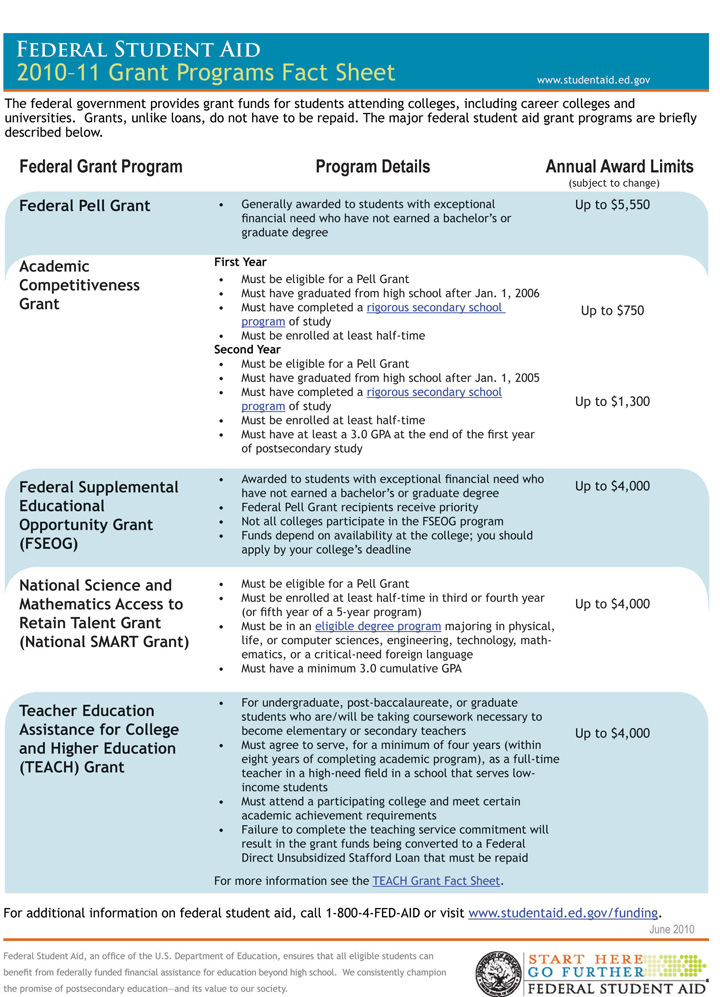 FEDERAL STUDENT AID
2010–11 Grant Programs Fact Sheet
www.studentaid.ed.gov
The federal government provides grant funds for students attending colleges, including career colleges and
universities.  Grants, unlike loans, do not have to be repaid. The major federal student aid grant programs are briefly
described below.
Federal Grant Program
Program Details
Annual Award Limits
(subject to change)
Federal Pell Grant
• Generally awarded to students with exceptional
financial need who have not earned a bachelor's or
graduate degree
Up to $5,550
Academic
Competitiveness
Grant
First Year
• Must be eligible for a Pell Grant
• Must have graduated from high school after Jan. 1, 2006
• Must have completed a rigorous secondary school
program of study
• Must be enrolled at least half-time
Up to $750
Second Year
• Must be eligible for a Pell Grant
• Must have graduated from high school after Jan. 1, 2005
• Must have completed a rigorous secondary school
program of study
• Must be enrolled at least half-time
• Must have at least a 3.0 GPA at the end of the first year
of postsecondary study
Up to $1,300
Federal Supplemental
Educational
Opportunity Grant
(FSEOG)
• Awarded to students with exceptional financial need who
have not earned a bachelor's or graduate degree
• Federal Pell Grant recipients receive priority
• Not all colleges participate in the FSEOG program
• Funds depend on availability at the college; you should
apply by your college's deadline
Up to $4,000
National Science and
Mathematics Access to
Retain Talent Grant
(National SMART Grant)
• Must be eligible for a Pell Grant
• Must be enrolled at least half-time in third or fourth year
(or fifth year of a 5-year program)
• Must be in an eligible degree program majoring in physical,
life, or computer sciences, engineering, technology, math-
ematics, or a critical-need foreign language
• Must have a minimum 3.0 cumulative GPA
Up to $4,000
Teacher Education
Assistance for College
and Higher Education
(TEACH) Grant
• For undergraduate, post-baccalaureate, or graduate
students who are/will be taking coursework necessary to
become elementary or secondary teachers
• Must agree to serve, for a minimum of four years (within
eight years of completing academic program), as a full-time
teacher in a high-need field in a school that serves low-
income students
• Must attend a participating college and meet certain
academic achievement requirements
• Failure to complete the teaching service commitment will
result in the grant funds being converted to a Federal
Direct Unsubsidized Stafford Loan that must be repaid
For more information see the TEACH Grant Fact Sheet.
Up to $4,000
For additional information on federal student aid, call 1-800-4-FED-AID or visit www.studentaid.ed.gov/funding.
June 2010
Federal Student Aid, an office of the U.S. Department of Education, ensures that all eligible students can
benefit from federally funded financial assistance for education beyond high school.  We consistently champion
the promise of postsecondary education—and its value to our society.
START HERE
GO FURTHER
FEDERAL STUDENT AID